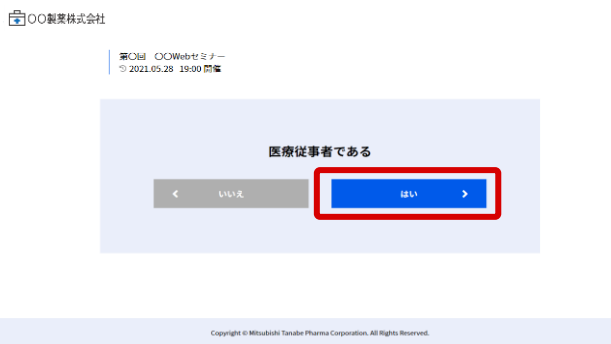 〇〇製薬株式会社
第〇回　〇〇Webセミナー
2021.05.28 19:00 開催
医療従事者である
いいえ
はい
Copyright © Mitsubishi Tanabe Pharma Corporation. All Rights Reserved.